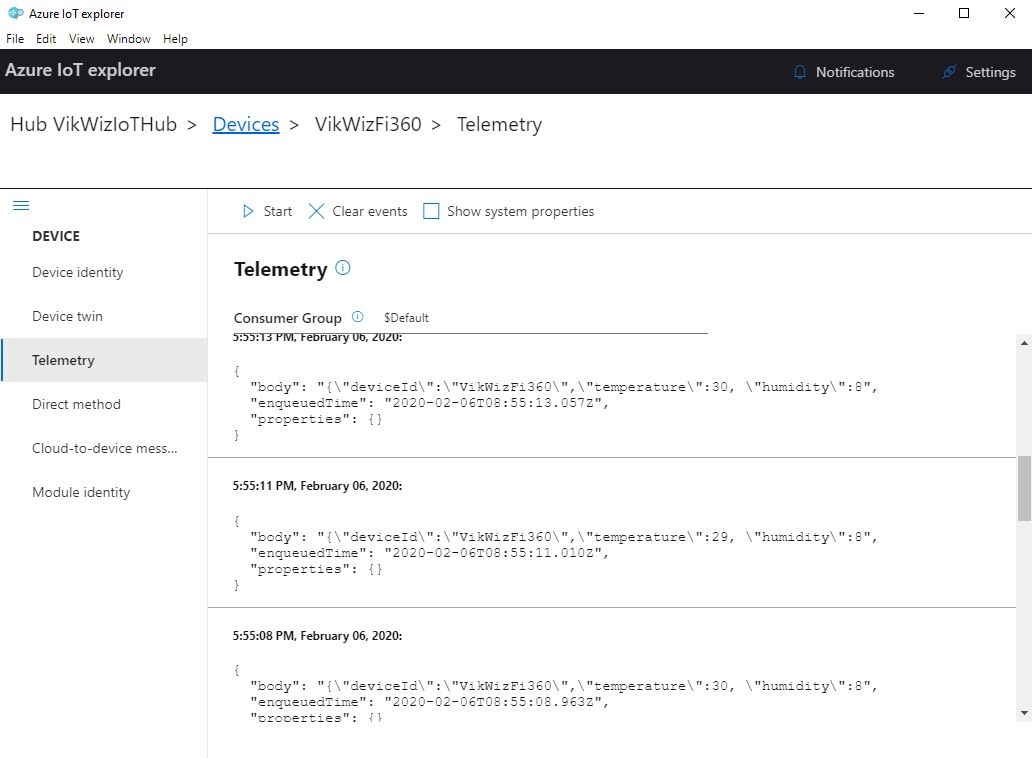 Azure IoT explorer
File Edit View Window Help
Azure IoT explorer
Notifications
Settings
Hub VikWizIoTHub > Devices > VikWizFi360 > Telemetry
Start
Clear events
Show system properties
DEVICE
Device identity
Device twin
Telemetry
Direct method
Cloud-to-device mess...
Module identity
Telemetry
Consumer Group
$Default
5:55:13 PM, February 06, 2020:
{
"body": "{\"deviceId\":\"VikWizFi360\",\"temperature\":30, \"humidity\":8",
"enqueuedTime": "2020-02-06T08:55:13.057Z",
"properties": {}
}
5:55:11 PM, February 06, 2020:
{
"body": "{\"deviceId\":\"VikWizFi360\",\"temperature\":29, \"humidity\":8",
"enqueuedTime": "2020-02-06T08:55:11.010Z",
"properties": {}
}
5:55:08 PM, February 06, 2020:
{
"body": "{\"deviceId\":\"VikWizFi360\",\"temperature\":30, \"humidity\":8",
"enqueuedTime": "2020-02-06T08:55:08.963Z",
"properties": {}